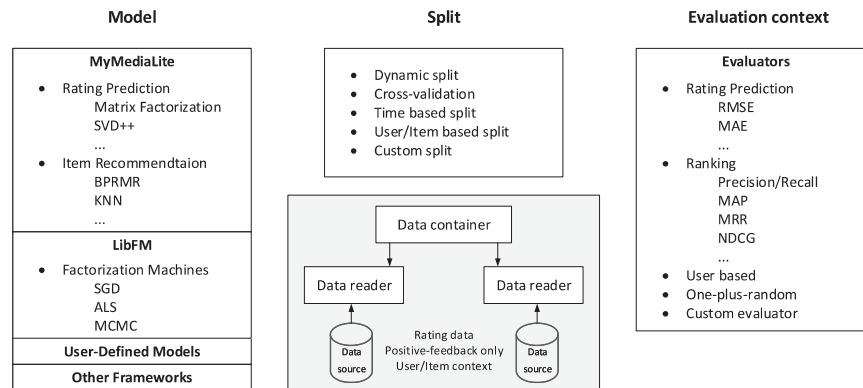 Model
MyMediaLite
• Rating Prediction
Matrix Factorization
SVD++
...
• Item Recommendtaion
BPRMR
KNN
...
LibFM
• Factorization Machines
SGD
ALS
MCMC
User-Defined Models
Other Frameworks
Split
• Dynamic split
• Cross-validation
• Time based split
• User/Item based split
• Custom split
Data container
Data reader
Data reader
Data
source
Rating data
Positive-feedback only
User/Item context
Data
source
Evaluation context
Evaluators
• Rating Prediction
RMSE
MAE
...
• Ranking
Precision/Recall
MAP
MRR
NDCG
...
• User based
• One-plus-random
• Custom evaluator